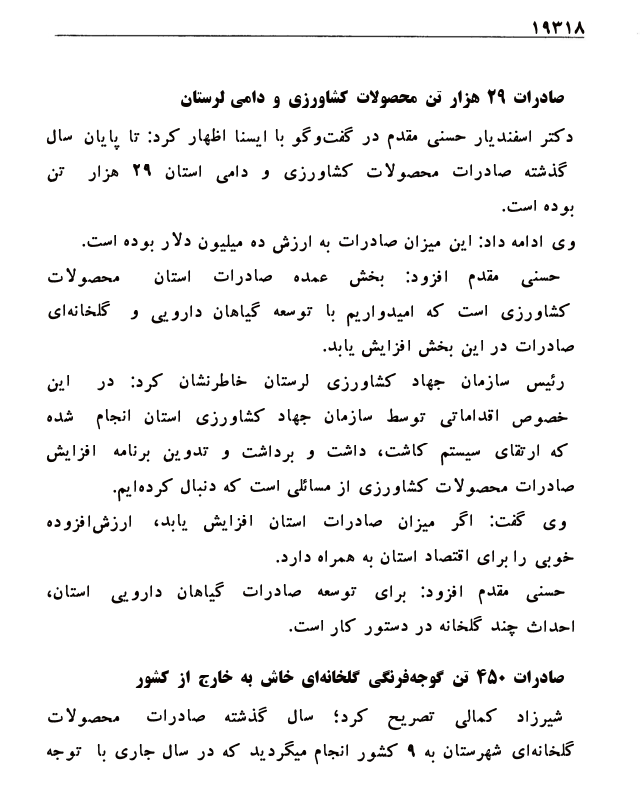 ۱۹۳۱۸
صادرات ۲۹ هزار تن محصولات کشاورزی و دامی لرستان
دکتر اسفندیار حسنی مقدم در گفت‌وگو با ایسنا اظهار کرد: تا پایان سال
گذشته صادرات محصولات کشاورزی و دامی استان ۲۹ هزار تن
بوده است.
وی ادامه داد: این میزان صادرات به ارزش ده میلیون دلار بوده است.
حسنی مقدم افزود: بخش عمده صادرات استان محصولات
کشاورزی است که امیدواریم با توسعه گیاهان دارویی و گلخانه‌ای
صادرات در این بخش افزایش یابد.
رئیس سازمان جهاد کشاورزی لرستان خاطرنشان کرد: در این
خصوص اقداماتی توسط سازمان جهاد کشاورزی استان انجام شده
که ارتقای سیستم کاشت، داشت و برداشت و تدوین برنامه افزایش
صادرات محصولات کشاورزی از مسائلی است که دنبال کرده‌ایم.
وی گفت: اگر میزان صادرات استان افزایش یابد، ارزش‌افزوده
خوبی را برای اقتصاد استان به همراه دارد.
حسنی مقدم افزود: برای توسعه صادرات گیاهان دارویی استان،
احداث چند گلخانه در دستور کار است.
صادرات ۴۵۰ تن گوجه‌فرنگی گلخانه‌ای خاش به خارج از کشور
شیرزاد کمالی تصریح کرد؛ سال گذشته صادرات محصولات
گلخانه‌ای شهرستان به ۹ کشور انجام میگردید که در سال جاری با توجه